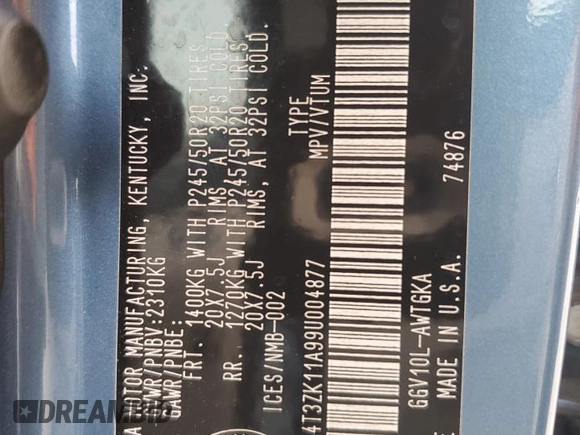 MOTOR MANUFACTURING, KENTUCKY, INC.
GVWR/PNBV:2310KG
GAWR/PNBE:
FRT. 1400KG WITH P245/50R20 TIRES
20X7.5J RIMS, AT 32PSI COLD.
RR. 1270KG WITH P245/50R20 TIRES
20X7.5J RIMS, AT 32PSI COLD.
ICES/NMB-002
TYPE
MPV/VTUM
4T3ZK11A99U004877
74876
GGV10L-AWTGKA
MADE IN U.S.A.
DREAMBID